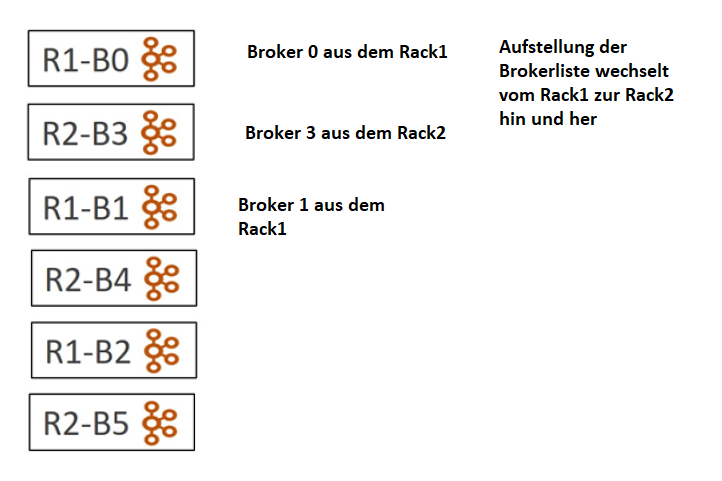 R1-B0
Broker 0 aus dem Rack1
Aufstellung der
Brokerliste wechselt
vom Rack1 zur Rack2
hin und her
R2-B3
Broker 3 aus dem Rack2
R1-B1
Broker 1 aus dem
Rack1
R2-B4
R1-B2
R2-B5